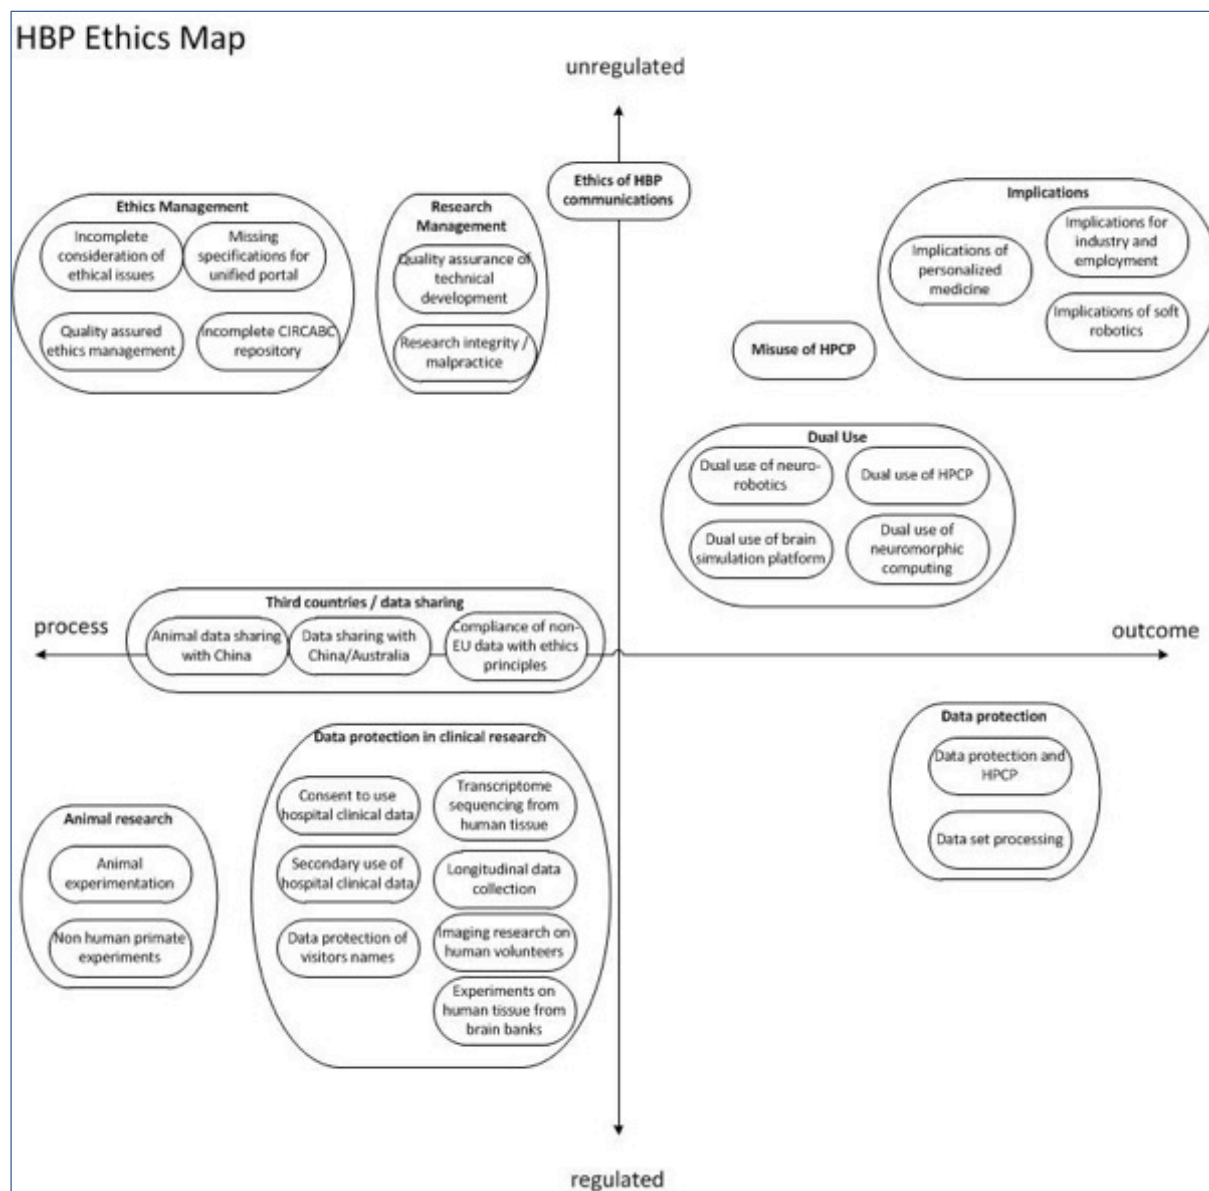 HBP Ethics Map
unregulated
Ethics of HBP
communications
Ethics Management
Incomplete
consideration of
ethical issues
Missing
specifications for
unified portal
Quality assured
ethics management
Incomplete CIRCABC
repository
Research
Management
Quality assurance of
technical
development
Research integrity /
malpractice
Implications
Implications of
personalized
medicine
Implications for
industry and
employment
Implications of soft
robotics
Misuse of HPCP
Dual Use
Dual use of neuro-
robotics
Dual use of HPCP
Dual use of brain
simulation platform
Dual use of
neuromorphic
computing
process
Third countries / data sharing
Animal data sharing
with China
Data sharing with
China/Australia
Compliance of non-
EU data with ethics
principles
outcome
Data protection
Data protection and
HPCP
Data set processing
Data protection in clinical research
Consent to use
hospital clinical data
Transcriptome
sequencing from
human tissue
Secondary use of
hospital clinical data
Longitudinal data
collection
Data protection of
visitors names
Imaging research on
human volunteers
Experiments on
human tissue from
brain banks
Animal research
Animal
experimentation
Non human primate
experiments
regulated